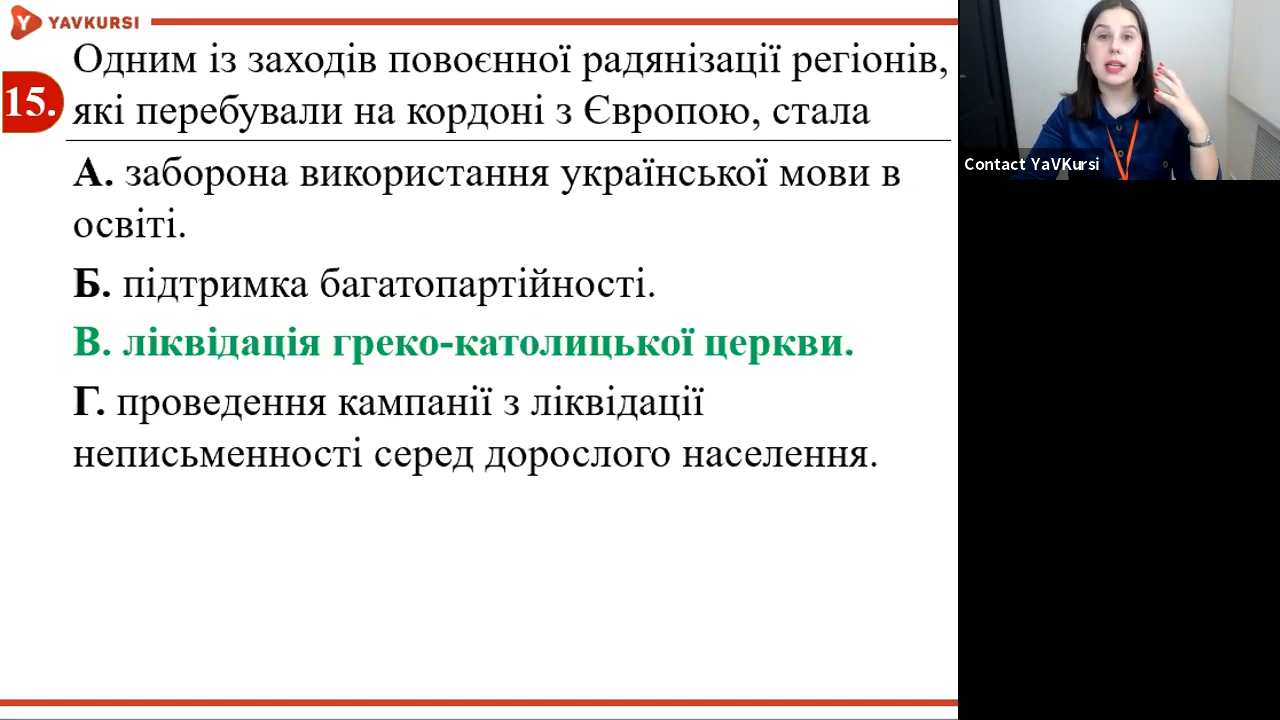 YAVKURSI
Одним із заходів повоєнної радянізації регіонів,
15. які перебували на кордоні з Європою, стала
А. заборона використання української мови в
освіті.
Б. підтримка багатопартійності.
В. ліквідація греко-католицької церкви.
Г. проведення кампанії з ліквідації
неписьменності серед дорослого населення.
Contact YaVKursi